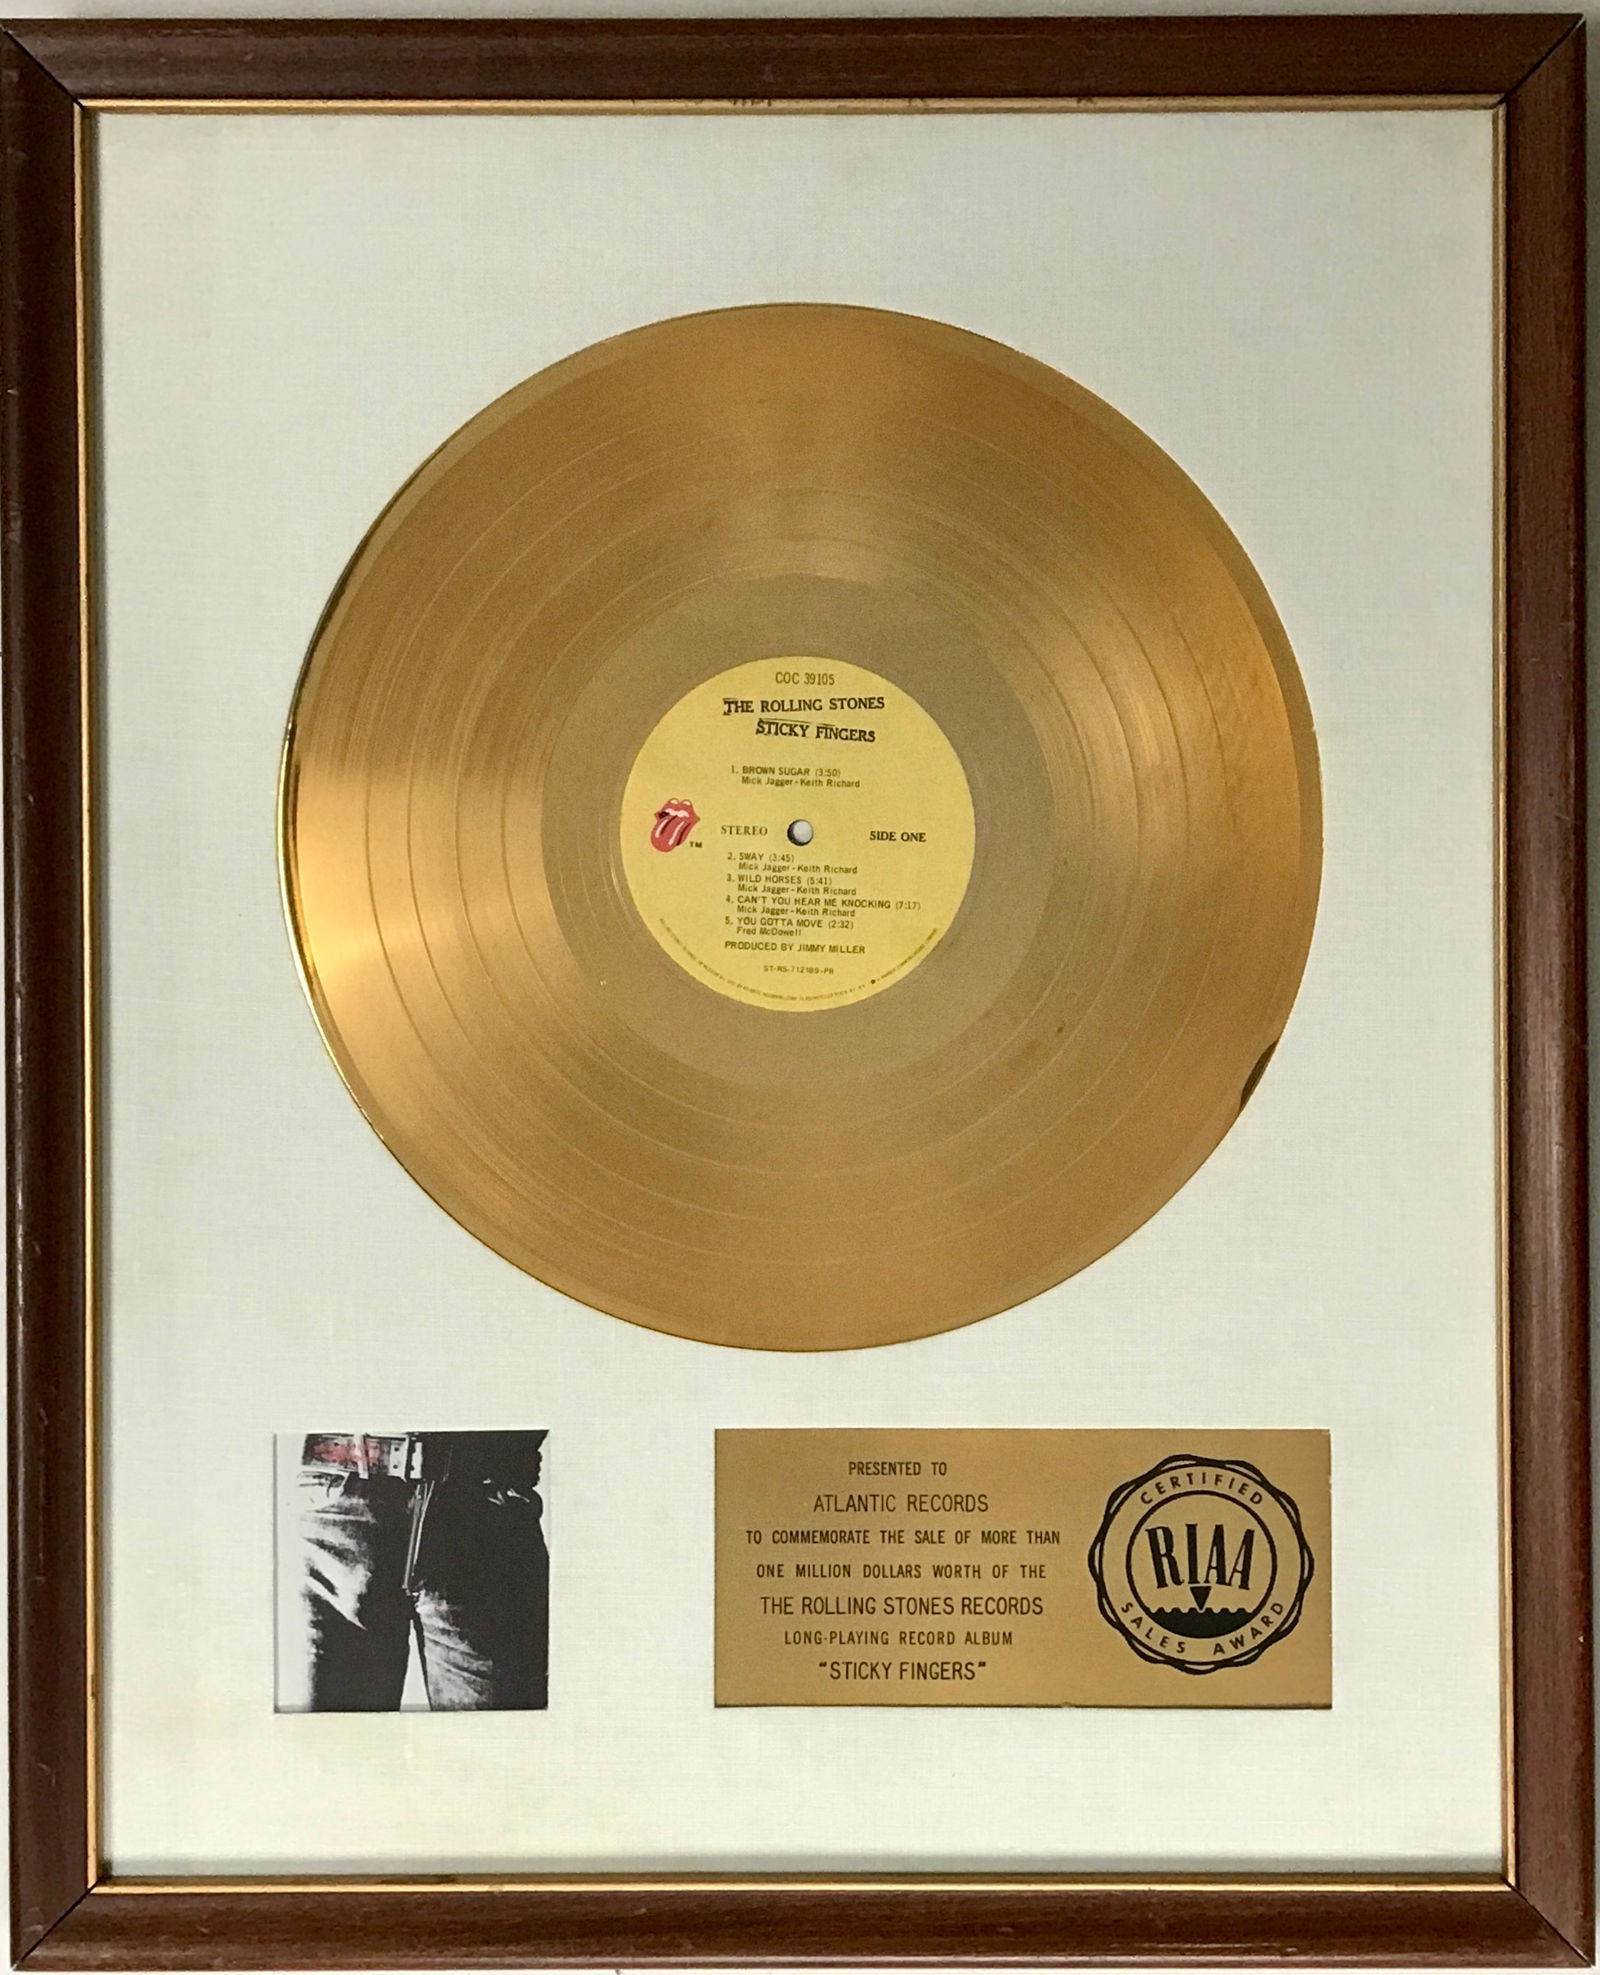 COC 39105
THE ROLLING STONES
STICKY FINGERS
1. BROWN SUGAR (3:50)
Mick Jagger-Keith Richard
TM
STEREO
SIDE ONE
2. SWAY (3:45)
Mick Jagger-Keith Richard
3. WILD HORSES (5:41)
Mick Jagger-Keith Richard
4. CAN'T YOU HEAR ME KNOCKING (7:17)
Mick Jagger-Keith Richard
5. YOU GOTTA MOVE (2:32)
Fred McDowell
PRODUCED BY JIMMY MILLER
ST-RS-712189-PR
PRESENTED TO
ATLANTIC RECORDS
TO COMMEMORATE THE SALE OF MORE THAN
ONE MILLION DOLLARS WORTH OF THE
THE ROLLING STONES RECORDS
LONG-PLAYING RECORD ALBUM
"STICKY FINGERS"
CERTIFIED
RIAA
SALES AWARD